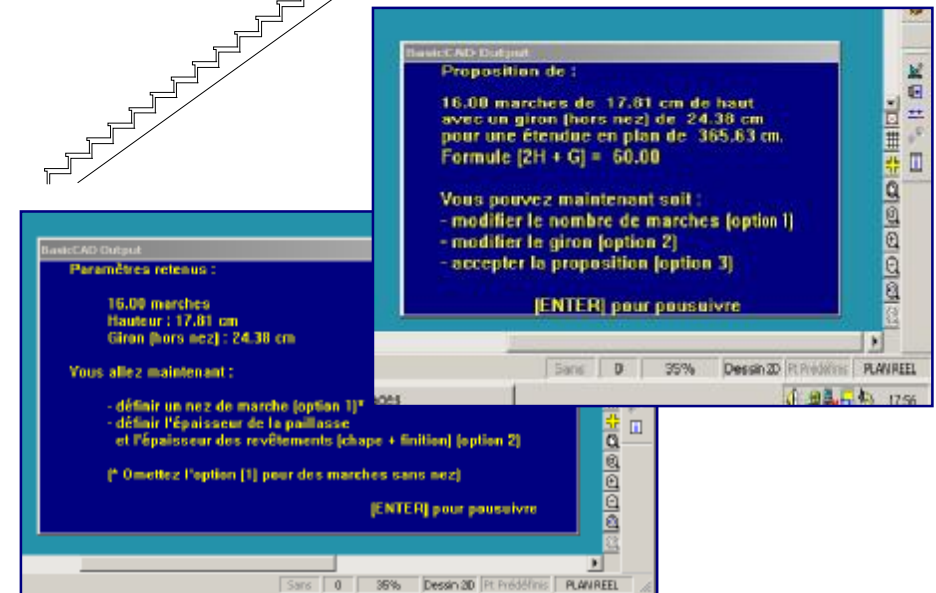 BasicCAD Output
Proposition de :
16.00 marches de 17.81 cm de haut
avec un giron (hors nez) de 24.38 cm
pour une étendue en plan de 365.63 cm.
Formule (2H + G) = 60.00
Vous pouvez maintenant soit :
- modifier le nombre de marches (option 1)
- modifier le giron (option 2)
- accepter la proposition (option 3)
[ENTER] pour pousuivre
Sans 0 35% Dessin 2D Pt Prédéfinis PLAN REEL
17:56
BasicCAD Output
Paramètres retenus :
16.00 marches
Hauteur : 17.81 cm
Giron (hors nez) : 24.38 cm
Vous allez maintenant :
- définir un nez de marche (option 1)*
- définir l'épaisseur de la paillasse
et l'épaisseur des revêtements (chape + finition) (option 2)
(* Omettez l'option [1] pour des marches sans nez)
[ENTER] pour pousuivre
Sans 0 35% Dessin 2D Pt Prédéfinis PLAN REEL